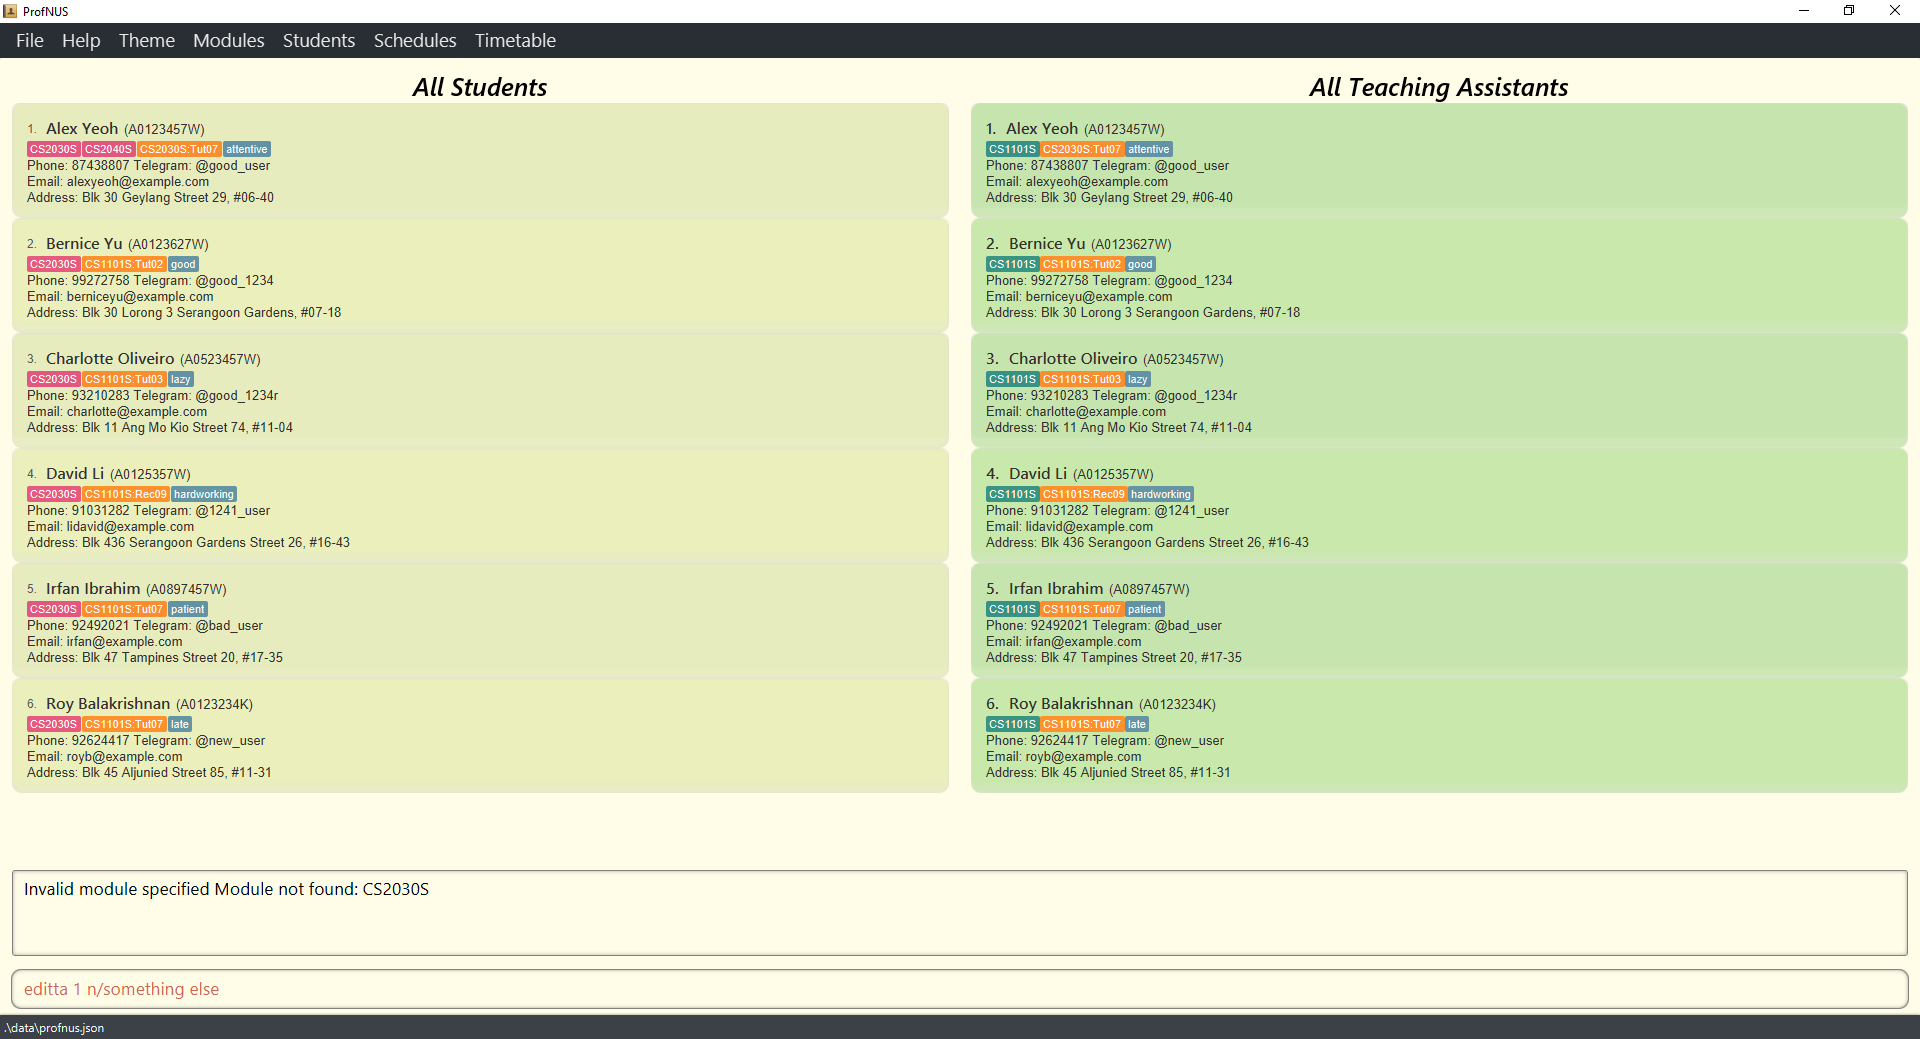 ProfNUS
File Help Theme Modules Students Schedules Timetable
All Students
1. Alex Yeoh (A0123457W)
CS2030S CS2040S CS2030S:Tut07 attentive
Phone: 87438807 Telegram: @good_user
Email: alexyeoh@example.com
Address: Blk 30 Geylang Street 29, #06-40
2. Bernice Yu (A0123627W)
CS2030S CS1101S:Tut02 good
Phone: 99272758 Telegram: @good_1234
Email: berniceyu@example.com
Address: Blk 30 Lorong 3 Serangoon Gardens, #07-18
3. Charlotte Oliveiro (A0523457W)
CS2030S CS1101S:Tut03 lazy
Phone: 93210283 Telegram: @good_1234r
Email: charlotte@example.com
Address: Blk 11 Ang Mo Kio Street 74, #11-04
4. David Li (A0125357W)
CS2030S CS1101S:Rec09 hardworking
Phone: 91031282 Telegram: @1241_user
Email: lidavid@example.com
Address: Blk 436 Serangoon Gardens Street 26, #16-43
5. Irfan Ibrahim (A0897457W)
CS2030S CS1101S:Tut07 patient
Phone: 92492021 Telegram: @bad_user
Email: irfan@example.com
Address: Blk 47 Tampines Street 20, #17-35
6. Roy Balakrishnan (A0123234K)
CS2030S CS1101S:Tut07 late
Phone: 92624417 Telegram: @new_user
Email: royb@example.com
Address: Blk 45 Aljunied Street 85, #11-31
All Teaching Assistants
1. Alex Yeoh (A0123457W)
CS1101S CS2030S:Tut07 attentive
Phone: 87438807 Telegram: @good_user
Email: alexyeoh@example.com
Address: Blk 30 Geylang Street 29, #06-40
2. Bernice Yu (A0123627W)
CS1101S CS1101S:Tut02 good
Phone: 99272758 Telegram: @good_1234
Email: berniceyu@example.com
Address: Blk 30 Lorong 3 Serangoon Gardens, #07-18
3. Charlotte Oliveiro (A0523457W)
CS1101S CS1101S:Tut03 lazy
Phone: 93210283 Telegram: @good_1234r
Email: charlotte@example.com
Address: Blk 11 Ang Mo Kio Street 74, #11-04
4. David Li (A0125357W)
CS1101S CS1101S:Rec09 hardworking
Phone: 91031282 Telegram: @1241_user
Email: lidavid@example.com
Address: Blk 436 Serangoon Gardens Street 26, #16-43
5. Irfan Ibrahim (A0897457W)
CS1101S CS1101S:Tut07 patient
Phone: 92492021 Telegram: @bad_user
Email: irfan@example.com
Address: Blk 47 Tampines Street 20, #17-35
6. Roy Balakrishnan (A0123234K)
CS1101S CS1101S:Tut07 late
Phone: 92624417 Telegram: @new_user
Email: royb@example.com
Address: Blk 45 Aljunied Street 85, #11-31
Invalid module specified Module not found: CS2030S
editta 1 n/something else
.\data\profnus.json